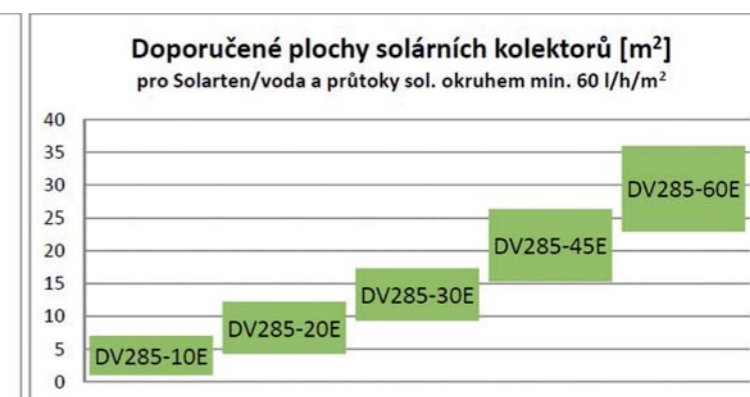 Doporučené plochy solárních kolektorů [m²]
pro Solarten/voda a průtoky sol. okruhem min. 60 l/h/m²
40
35
30
25
20
15
10
5
0
DV285-10E
DV285-20E
DV285-30E
DV285-45E
DV285-60E